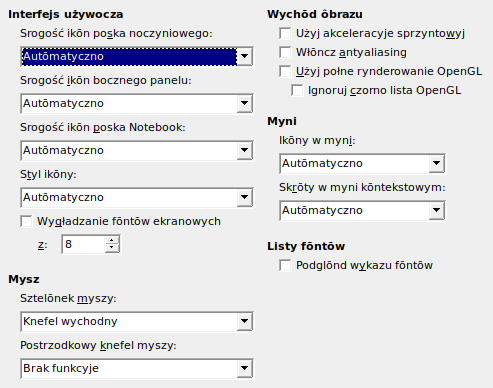 Interfejs używocza
Srogość ikōn poska noczyniowego:
Autōmatyczno
Srogość ikōn bocznego panelu:
Autōmatyczno
Srogość ikōn poska Notebook:
Autōmatyczno
Styl ikōny:
Autōmatyczno
Wygładzanie fōntōw ekranowych
z: 8
Mysz
Sztelōnek myszy:
Knefel wychodny
Postrzodkowy knefel myszy:
Brak funkcyje
Wychōd ôbrazu
Użyj akceleracyje sprzyntowyj
Włōncz antyaliasing
Użyj połne rynderowanie OpenGL
Ignoruj czorno lista OpenGL
Myni
Ikōny w myni:
Autōmatyczno
Skrōty w myni kōntekstowym:
Autōmatyczno
Listy fōntōw
Podglōnd wykazu fōntōw